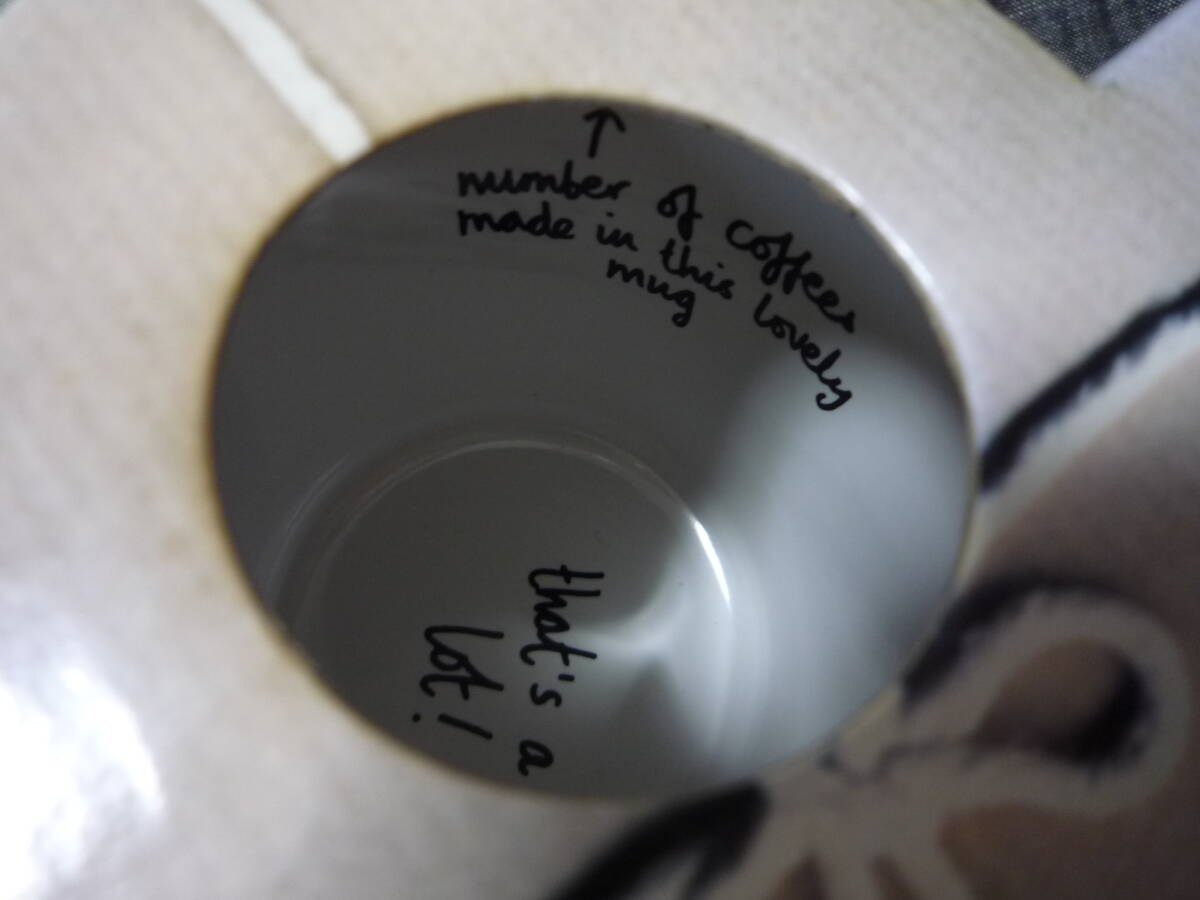 ↑
number of coffees
made in this lovely
mug
that's a
lot!